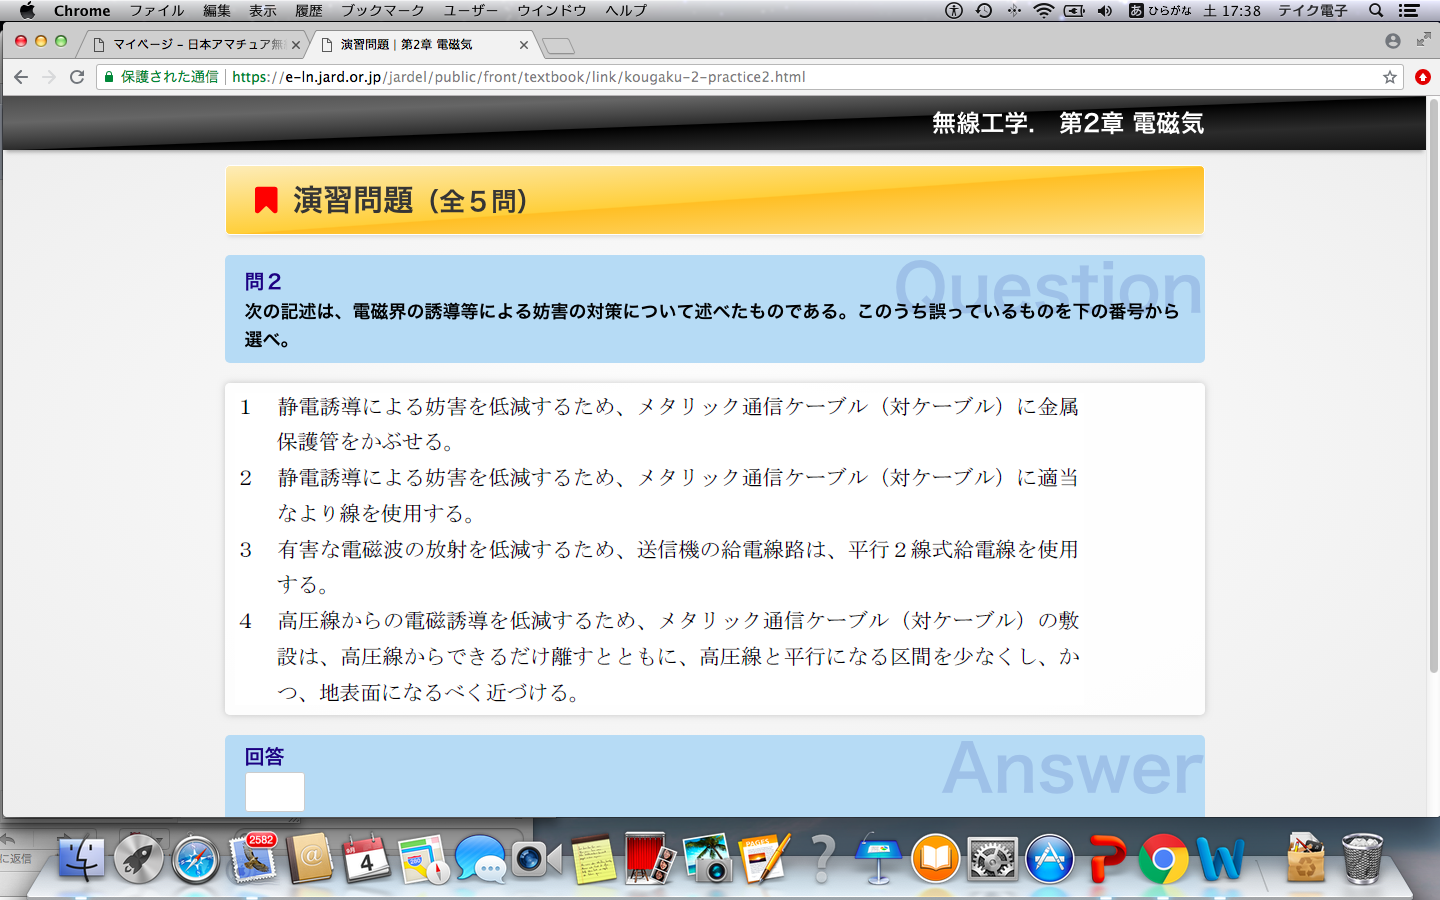 Chrome ファイル 編集 表示 履歴 ブックマーク ユーザー ウインドウ ヘルプ
あ ひらがな 土 17:38 テイク電子
マイページ – 日本アマチュア無
演習問題 | 第2章 電磁気
保護された通信 https://e-ln.jard.or.jp/jardel/public/front/textbook/link/kougaku-2-practice2.html
無線工学. 第2章 電磁気
演習問題（全５問）
Question
問２
次の記述は、電磁界の誘導等による妨害の対策について述べたものである。このうち誤っているものを下の番号から
選べ。
1 静電誘導による妨害を低減するため、メタリック通信ケーブル（対ケーブル）に金属
保護管をかぶせる。
2 静電誘導による妨害を低減するため、メタリック通信ケーブル（対ケーブル）に適当
なより線を使用する。
3 有害な電磁波の放射を低減するため、送信機の給電線路は、平行２線式給電線を使用
する。
4 高圧線からの電磁誘導を低減するため、メタリック通信ケーブル（対ケーブル）の敷
設は、高圧線からできるだけ離すとともに、高圧線と平行になる区間を少なくし、か
つ、地表面になるべく近づける。
回答
Answer
に返信
2582
4
280
PAGES